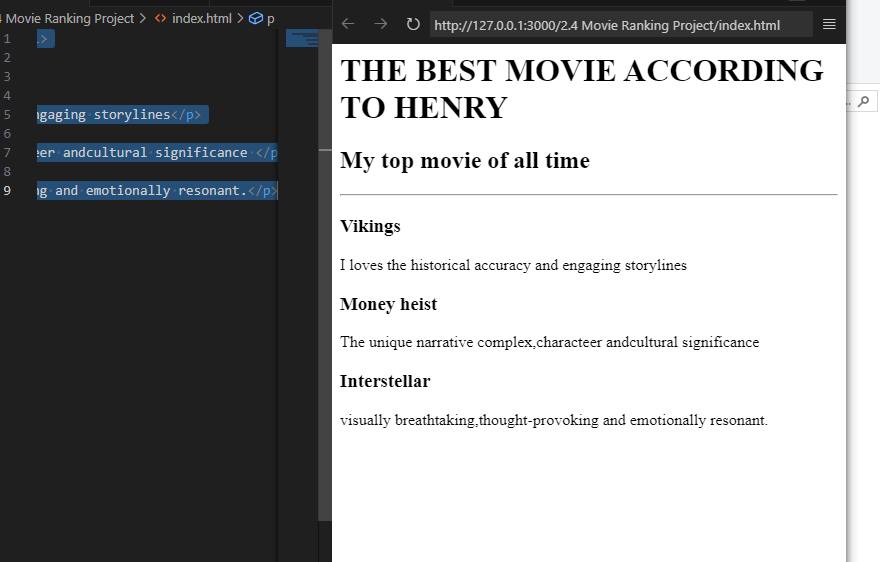 4 Movie Ranking Project > index.html > p
http://127.0.0.1:3000/2.4 Movie Ranking Project/index.html
1 >
2
3
4
5 ngaging storylines</p>
6
7 er andcultural significance </p
8
9 ng and emotionally resonant.</p>
THE BEST MOVIE ACCORDING
TO HENRY
My top movie of all time
Vikings
I loves the historical accuracy and engaging storylines
Money heist
The unique narrative complex,characteer andcultural significance
Interstellar
visually breathtaking,thought-provoking and emotionally resonant.